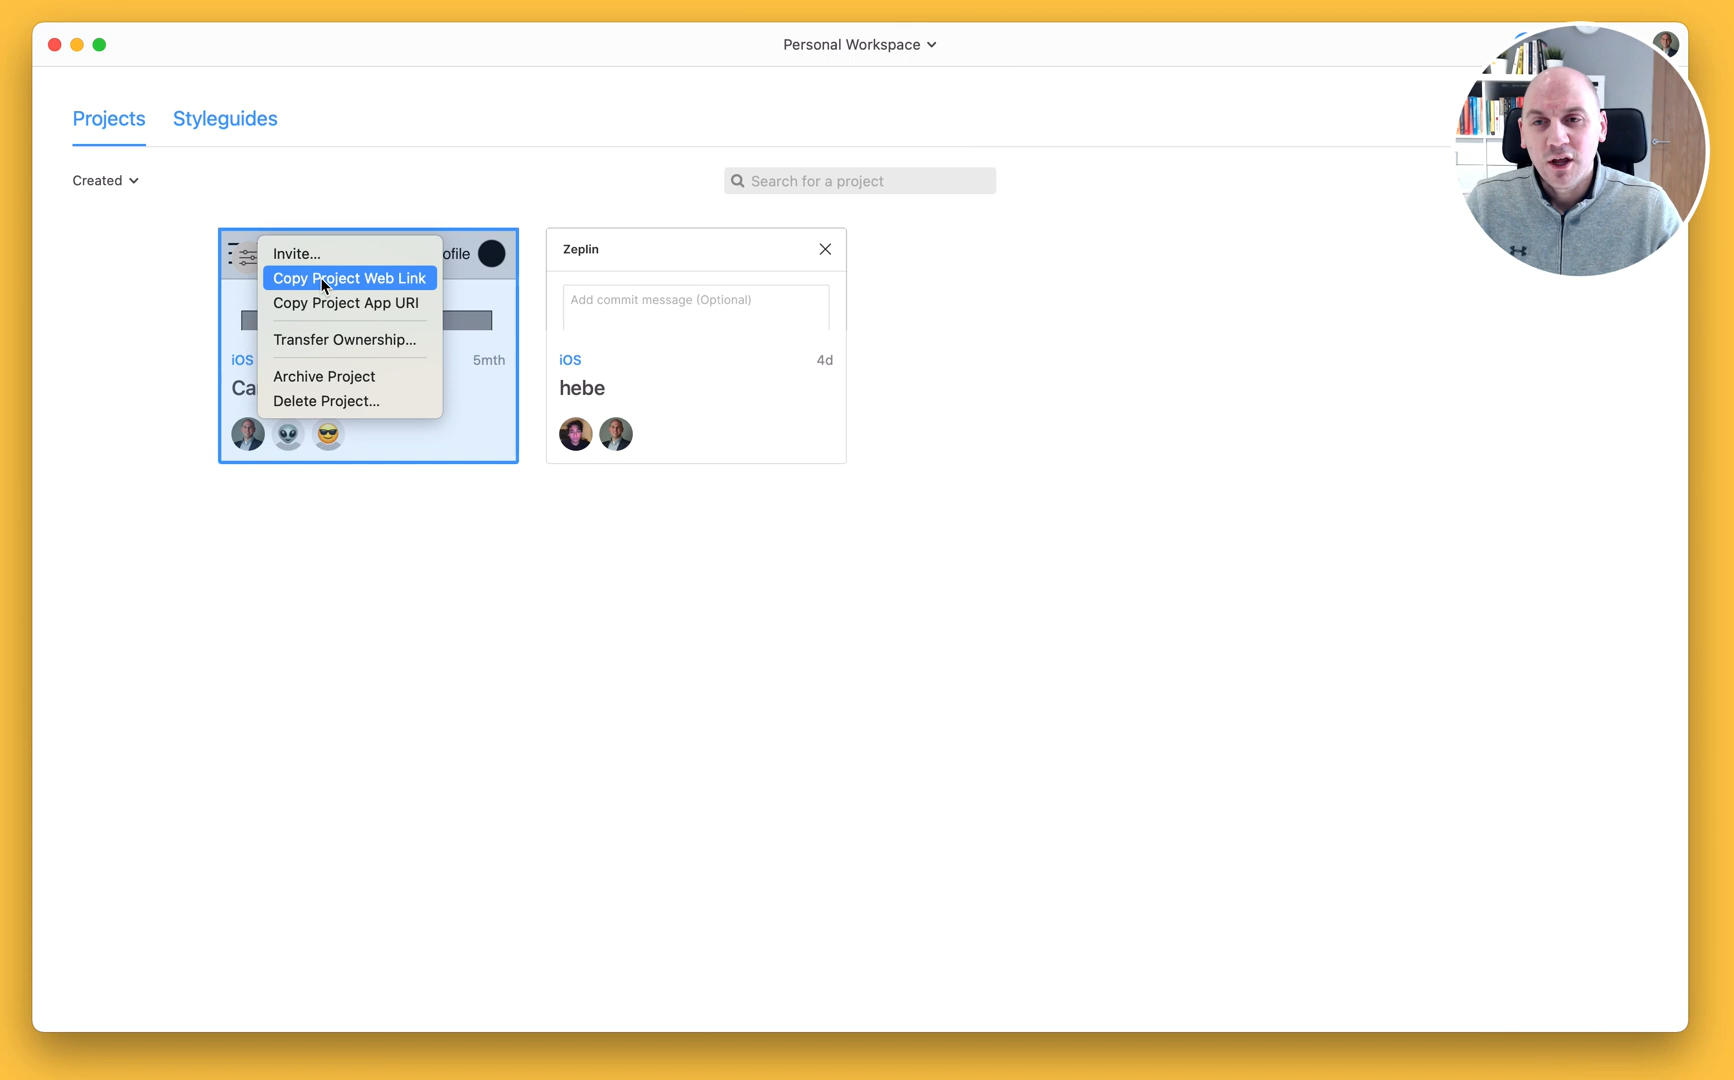 Personal Workspace
Projects
Styleguides
Created
Search for a project
Invite...
Copy Project Web Link
Copy Project App URI
Transfer Ownership...
Archive Project
Delete Project...
ofile
iOS
5mth
Ca
Zeplin
Add commit message (Optional)
iOS
4d
hebe